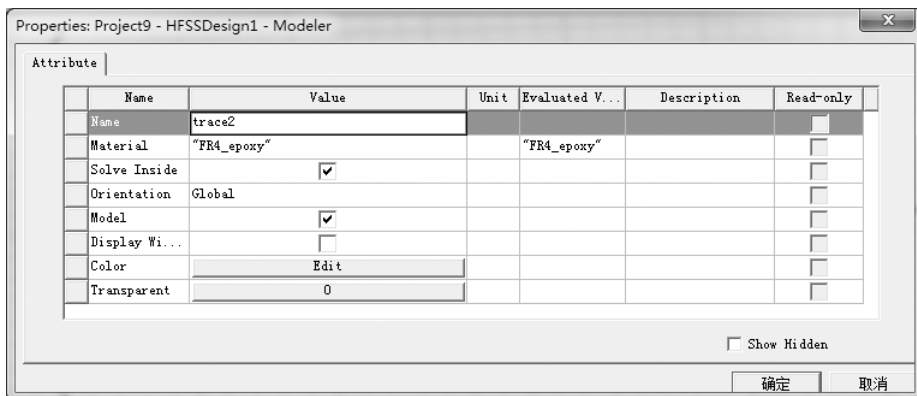 Properties: Project9 - HFSSDesign1 - Modeler
Attribute
Name Value Unit Evaluated V... Description Read-only
Name trace2
Material "FR4_epoxy" "FR4_epoxy"
Solve Inside
Orientation Global
Model
Display Wi...
Color Edit
Transparent 0
Show Hidden
确定 取消